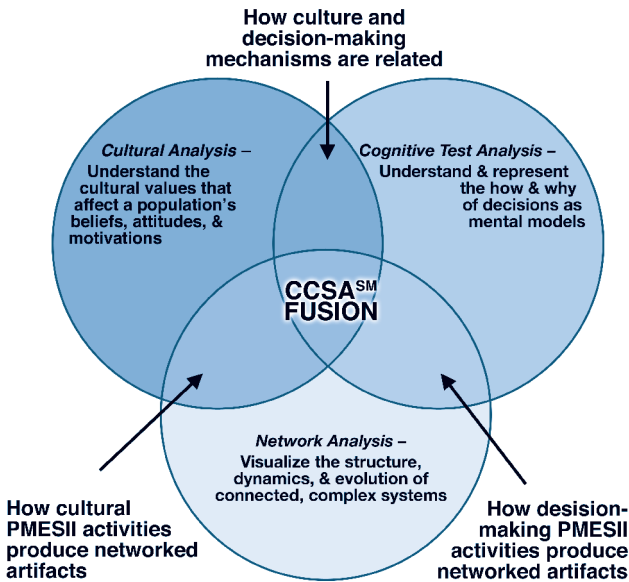 How culture and
decision-making
mechanisms are related
Cultural Analysis –
Understand the
cultural values that
affect a population's
beliefs, attitudes, &
motivations
Cognitive Test Analysis –
Understand & represent
the how & why
of decisions as
mental models
CCSA℠
FUSION
Network Analysis –
Visualize the structure,
dynamics, & evolution of
connected, complex systems
How cultural
PMESII activities
produce networked
artifacts
How desision-
making PMESII
activities produce
networked artifacts